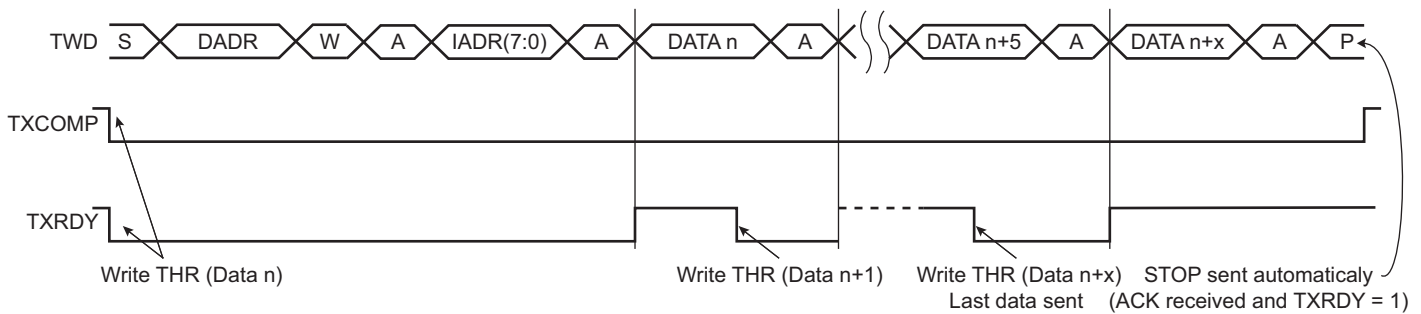 TWD S DADR W A IADR(7:0) A DATA n A DATA n+5 A DATA n+x A P
TXCOMP
TXRDY
Write THR (Data n) Write THR (Data n+1) Write THR (Data n+x) STOP sent automaticaly
Last data sent (ACK received and TXRDY = 1)